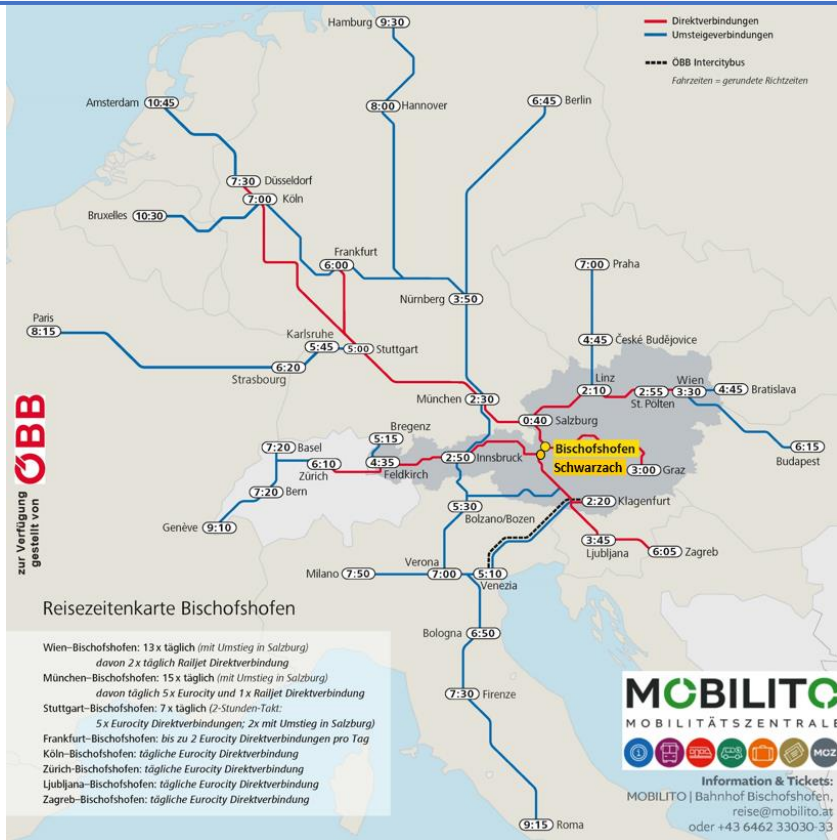 Hamburg 9:30
Direktverbindungen
Umsteigeverbindungen
ÖBB Intercitybus
Fahrzeiten = gerundete Richtzeiten
Amsterdam 10:45
8:00 Hannover
6:45 Berlin
7:30 Düsseldorf
7:00 Köln
Bruxelles 10:30
Frankfurt
6:00
7:00 Praha
Nürnberg 3:50
Paris
8:15
Karlsruhe
5:45
5:00 Stuttgart
4:45 České Budějovice
6:20
Strasbourg
Linz
2:10
2:55
St. Pölten
Wien
3:30
4:45 Bratislava
München 2:30
0:40 Salzburg
Bregenz
5:15
7:20 Basel
6:10
Zürich
4:35
Feldkirch
2:50 Innsbruck
Bischofshofen
Schwarzach
3:00 Graz
6:15
Budapest
7:20
Bern
Genève 9:10
5:30
Bolzano/Bozen
2:20 Klagenfurt
3:45
Ljubljana
6:05 Zagreb
Milano 7:50
Verona
7:00
5:10
Venezia
Bologna 6:50
7:30 Firenze
9:15 Roma
zur Verfügung
gestellt von
ÖBB
Reisezeitenkarte Bischofshofen
Wien–Bischofshofen: 13 x täglich (mit Umstieg in Salzburg)
davon 2 x täglich Railjet Direktverbindung
München–Bischofshofen: 15 x täglich (mit Umstieg in Salzburg)
davon täglich 5 x Eurocity und 1 x Railjet Direktverbindung
Stuttgart–Bischofshofen: 7 x täglich (2-Stunden-Takt:
5 x Eurocity Direktverbindungen; 2x mit Umstieg in Salzburg)
Frankfurt–Bischofshofen: bis zu 2 Eurocity Direktverbindungen pro Tag
Köln–Bischofshofen: tägliche Eurocity Direktverbindung
Zürich–Bischofshofen: tägliche Eurocity Direktverbindung
Ljubljana–Bischofshofen: tägliche Eurocity Direktverbindung
Zagreb–Bischofshofen: tägliche Eurocity Direktverbindung
MOBILITO
MOBILITÄTSZENTRALE
MOZ
Information & Tickets:
MOBILITO | Bahnhof Bischofshofen,
reise@mobilito.at
oder +43 6462 33030-33